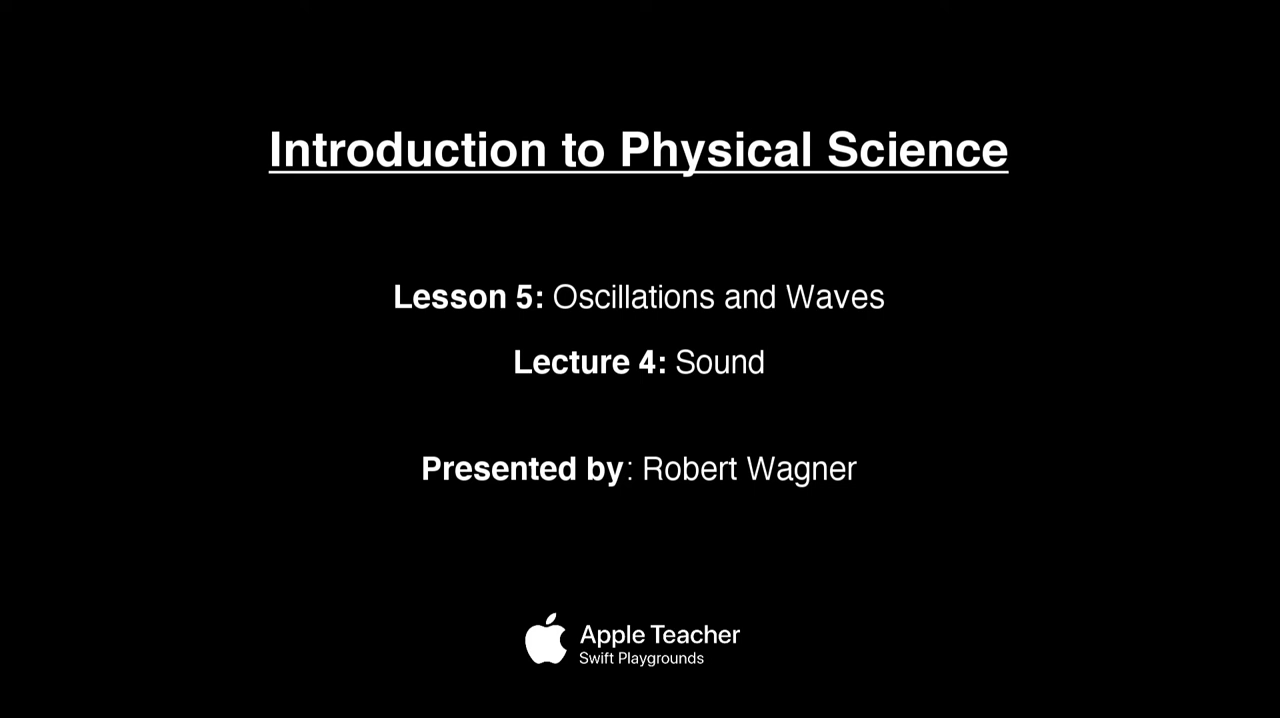 Introduction to Physical Science
Lesson 5: Oscillations and Waves
Lecture 4: Sound
Presented by: Robert Wagner
Apple Teacher
Swift Playgrounds